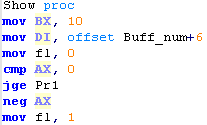 Show proc
mov BX, 10
mov DI, offset Buff_num+6
mov fl, 0
cmp AX, 0
jge Pr1
neg AX
mov fl, 1